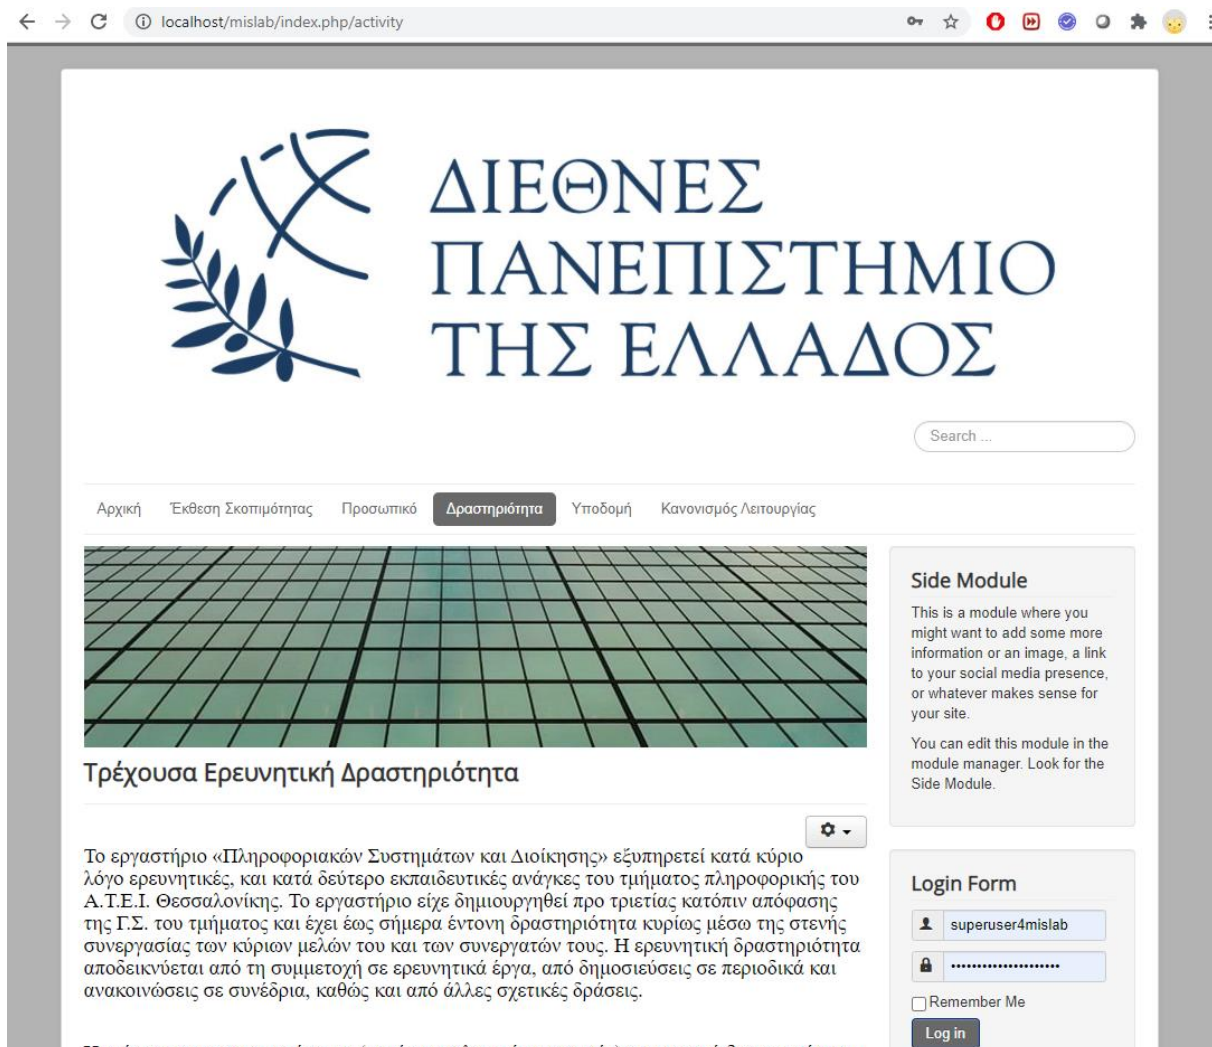 localhost/mislab/index.php/activity
ΔΙΕΘΝΕΣ
ΠΑΝΕΠΙΣΤΗΜΙΟ
ΤΗΣ ΕΛΛΑΔΟΣ
Search ...
Αρχική Έκθεση Σκοπιμότητας Προσωπικό Δραστηριότητα Υποδομή Κανονισμός Λειτουργίας
Τρέχουσα Ερευνητική Δραστηριότητα
Το εργαστήριο «Πληροφοριακών Συστημάτων και Διοίκησης» εξυπηρετεί κατά κύριο
λόγο ερευνητικές, και κατά δεύτερο εκπαιδευτικές ανάγκες του τμήματος πληροφορικής του
Α.Τ.Ε.Ι. Θεσσαλονίκης. Το εργαστήριο είχε δημιουργηθεί προ τριετίας κατόπιν απόφασης
της Γ.Σ. του τμήματος και έχει έως σήμερα έντονη δραστηριότητα κυρίως μέσω της στενής
συνεργασίας των κύριων μελών του και των συνεργατών τους. Η ερευνητική δραστηριότητα
αποδεικνύεται από τη συμμετοχή σε ερευνητικά έργα, από δημοσιεύσεις σε περιοδικά και
ανακοινώσεις σε συνέδρια, καθώς και από άλλες σχετικές δράσεις.
Side Module
This is a module where you
might want to add some more
information or an image, a link
to your social media presence,
or whatever makes sense for
your site.
You can edit this module in the
module manager. Look for the
Side Module.
Login Form
superuser4mislab
Remember Me
Log in